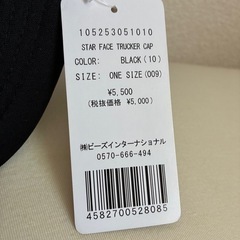 105253051010
STAR FACE TRUCKER CAP
COLOR: BLACK(10)
SIZE: ONE SIZE(009)
¥5,500
(税抜価格 ¥5,000)
㈱ビーズインターナショナル
0570-666-494
4582700528085